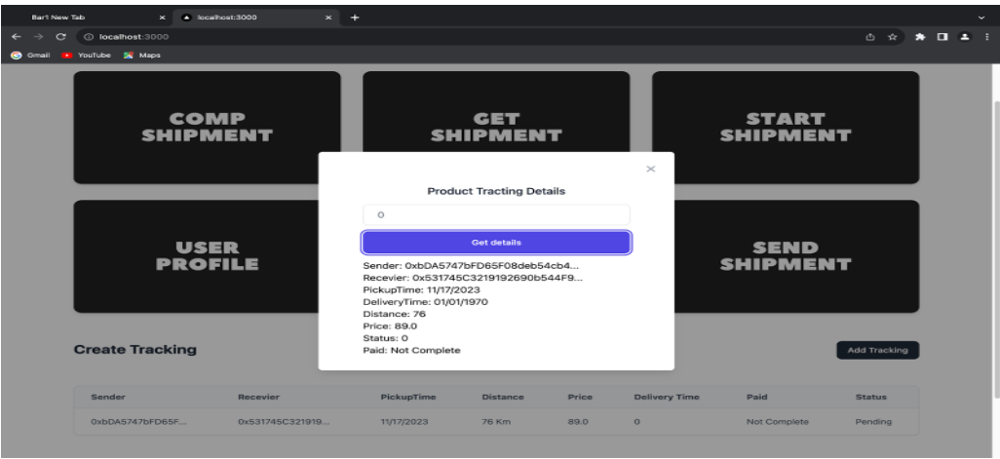 Bar1 New Tab
localhost:3000
localhost:3000
Gmail YouTube Maps
COMP
SHIPMENT
GET
SHIPMENT
START
SHIPMENT
Product Tracting Details
0
Get details
Sender: 0xbDA5747bFD65F08deb54cb4...
Recevier: 0x531745C3219192690b544F9...
PickupTime: 11/17/2023
DeliveryTime: 01/01/1970
Distance: 76
Price: 89.0
Status: 0
Paid: Not Complete
USER
PROFILE
SEND
SHIPMENT
Create Tracking
Add Tracking
Sender Recevier PickupTime Distance Price Delivery Time Paid Status
0xbDA5747bFD65F... 0x531745C321919... 11/17/2023 76 Km 89.0 0 Not Complete Pending